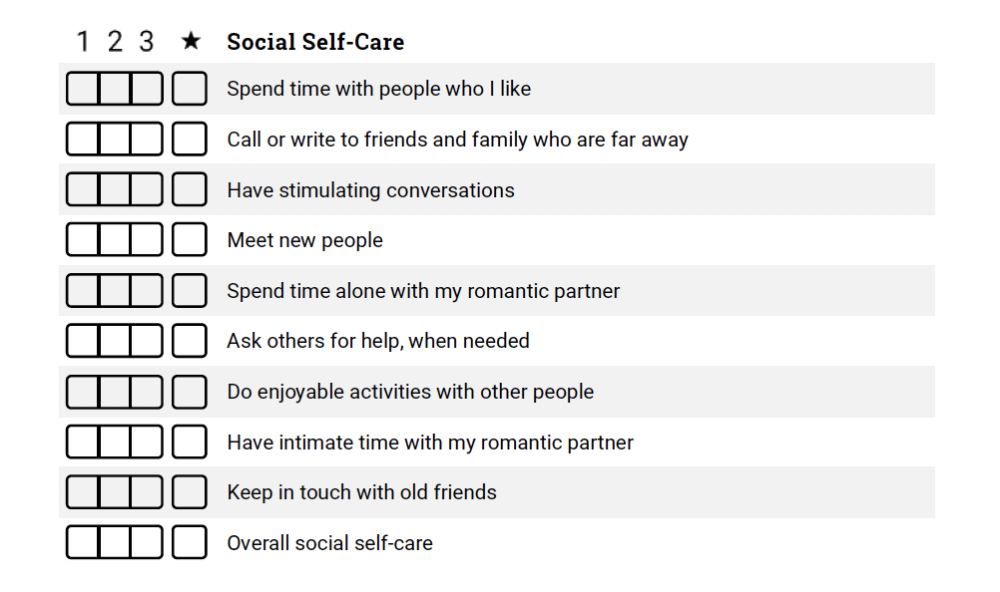 1 2 3 ★ Social Self-Care
Spend time with people who I like
Call or write to friends and family who are far away
Have stimulating conversations
Meet new people
Spend time alone with my romantic partner
Ask others for help, when needed
Do enjoyable activities with other people
Have intimate time with my romantic partner
Keep in touch with old friends
Overall social self-care